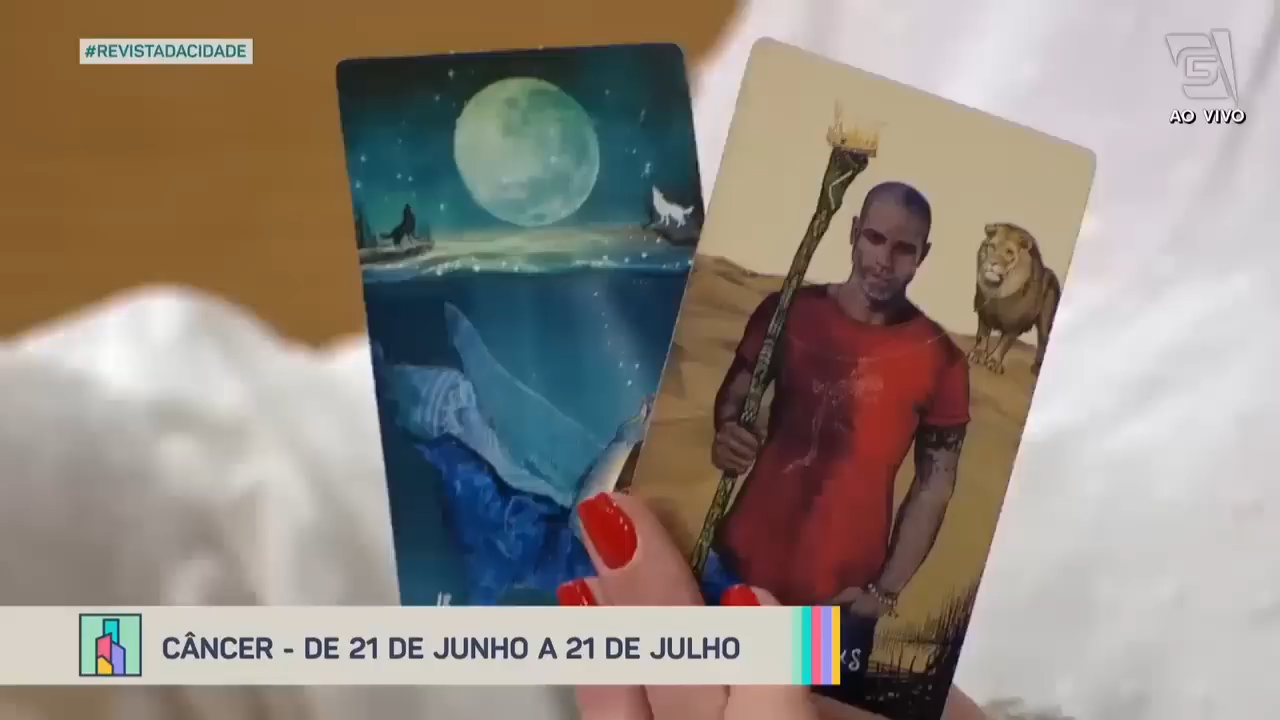 #REVISTADACIDADE
AO VIVO
CÂNCER - DE 21 DE JUNHO A 21 DE JULHO